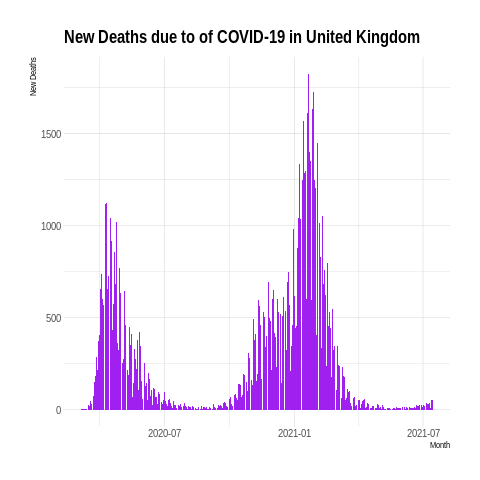 New Deaths due to of COVID-19 in United Kingdom
New Deaths
1500
1000
500
0
2020-07
2021-01
2021-07
Month